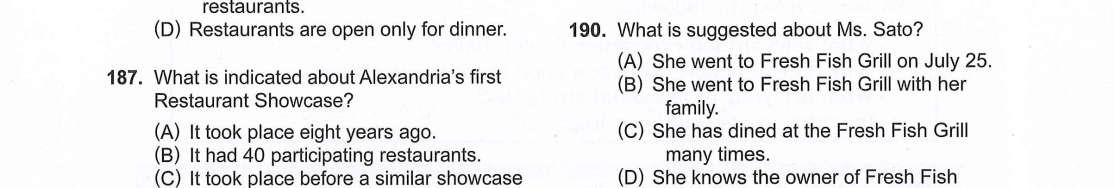 restaurants.
(D) Restaurants are open only for dinner.
187. What is indicated about Alexandria's first
Restaurant Showcase?
(A) It took place eight years ago.
(B) It had 40 participating restaurants.
(C) It took place before a similar showcase
190. What is suggested about Ms. Sato?
(A) She went to Fresh Fish Grill on July 25.
(B) She went to Fresh Fish Grill with her
family.
(C) She has dined at the Fresh Fish Grill
many times.
(D) She knows the owner of Fresh Fish